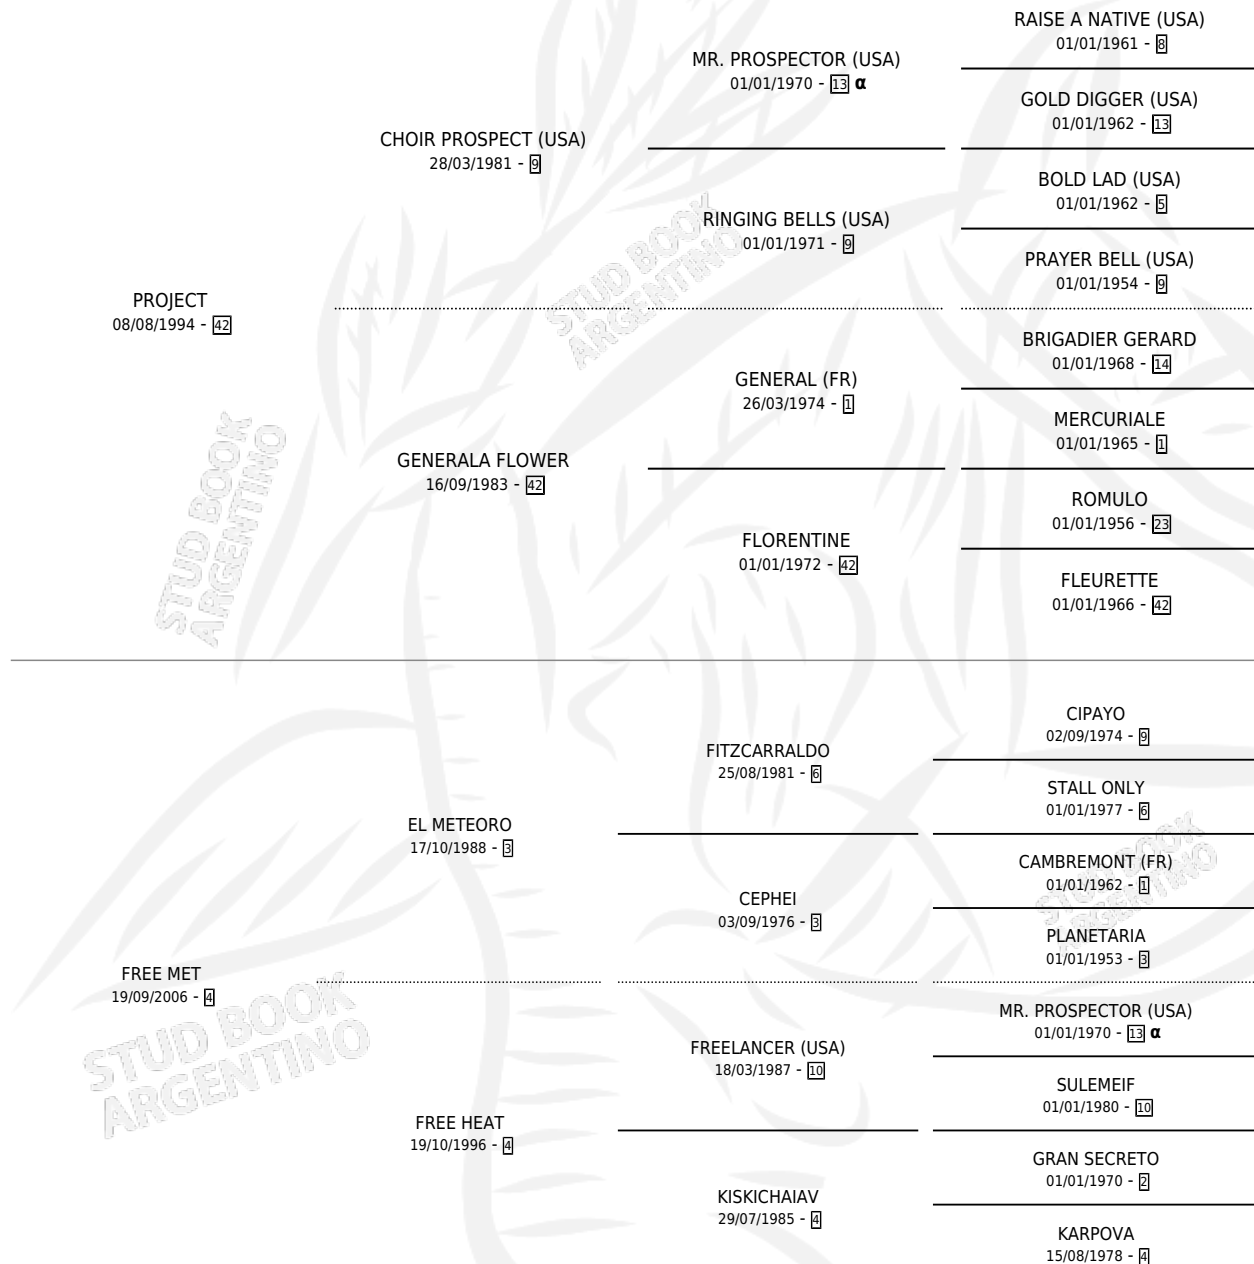 PROJECT
08/08/1994 - 42
CHOIR PROSPECT (USA)
28/03/1981 - 9
MR. PROSPECTOR (USA)
01/01/1970 - 13 α
RAISE A NATIVE (USA)
01/01/1961 - 8
GOLD DIGGER (USA)
01/01/1962 - 13
RINGING BELLS (USA)
01/01/1971 - 9
BOLD LAD (USA)
01/01/1962 - 5
PRAYER BELL (USA)
01/01/1954 - 9
GENERALA FLOWER
16/09/1983 - 42
GENERAL (FR)
26/03/1974 - 1
BRIGADIER GERARD
01/01/1968 - 14
MERCURIALE
01/01/1965 - 1
FLORENTINE
01/01/1972 - 42
ROMULO
01/01/1956 - 23
FLEURETTE
01/01/1966 - 42
FREE MET
19/09/2006 - 4
EL METEORO
17/10/1988 - 3
FITZCARRALDO
25/08/1981 - 6
CIPAYO
02/09/1974 - 9
STALL ONLY
01/01/1977 - 6
CEPHEI
03/09/1976 - 3
CAMBREMONT (FR)
01/01/1962 - 1
PLANETARIA
01/01/1953 - 3
FREE HEAT
19/10/1996 - 4
FREELANCER (USA)
18/03/1987 - 10
MR. PROSPECTOR (USA)
01/01/1970 - 13 α
SULEMEIF
01/01/1980 - 10
KISKICHAIAV
29/07/1985 - 4
GRAN SECRETO
01/01/1970 - 2
KARPOVA
15/08/1978 - 4
STUD BOOK
ARGENTINO
STUD BOOK
ARGENTINO
STUD BOOK
ARGENTINO
STUD BOOK
ARGENTINO